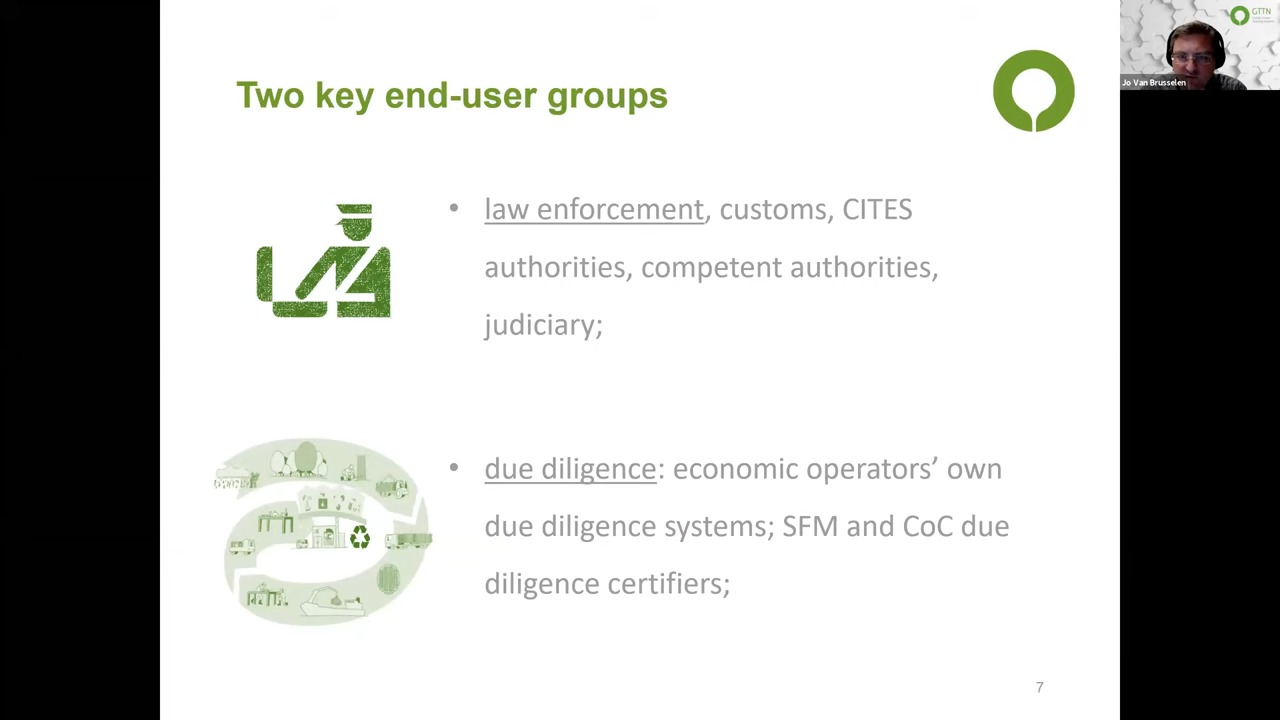 GTTN
Two key end-user groups
Jo Van Brusselen
• law enforcement, customs, CITES
authorities, competent authorities,
judiciary;
• due diligence: economic operators’ own
due diligence systems; SFM and CoC due
diligence certifiers;
7